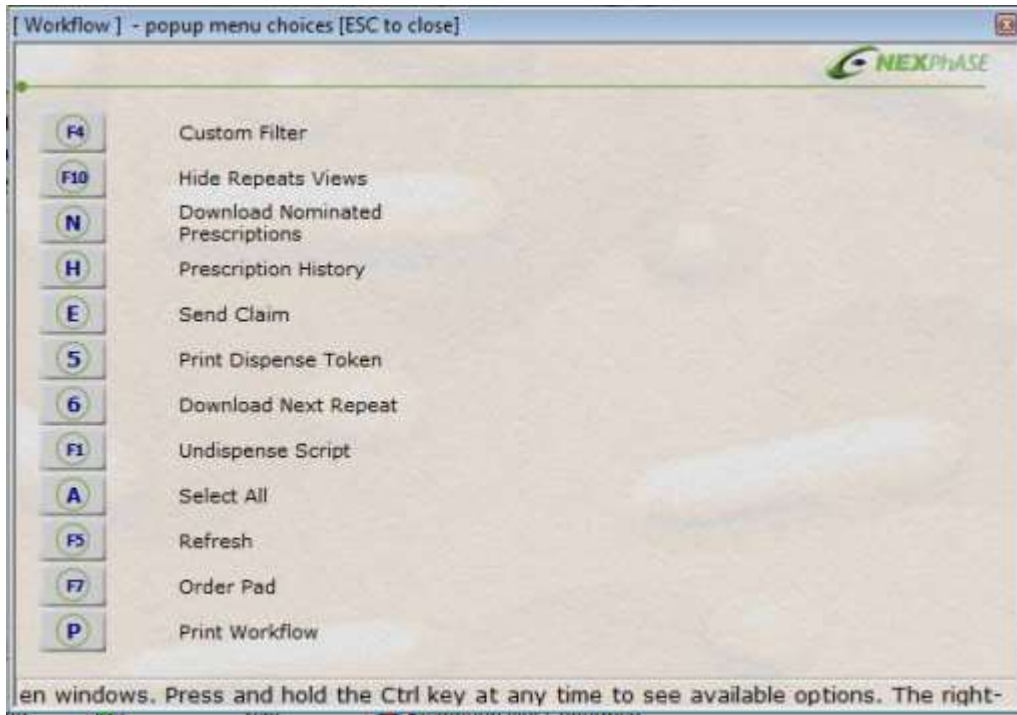 [ Workflow ] - popup menu choices [ESC to close]
NEXPhASE
F4 Custom Filter
F10 Hide Repeats Views
N Download Nominated
Prescriptions
H Prescription History
E Send Claim
5 Print Dispense Token
6 Download Next Repeat
F1 Undispense Script
A Select All
F5 Refresh
F7 Order Pad
P Print Workflow
en windows. Press and hold the Ctrl key at any time to see available options. The right-